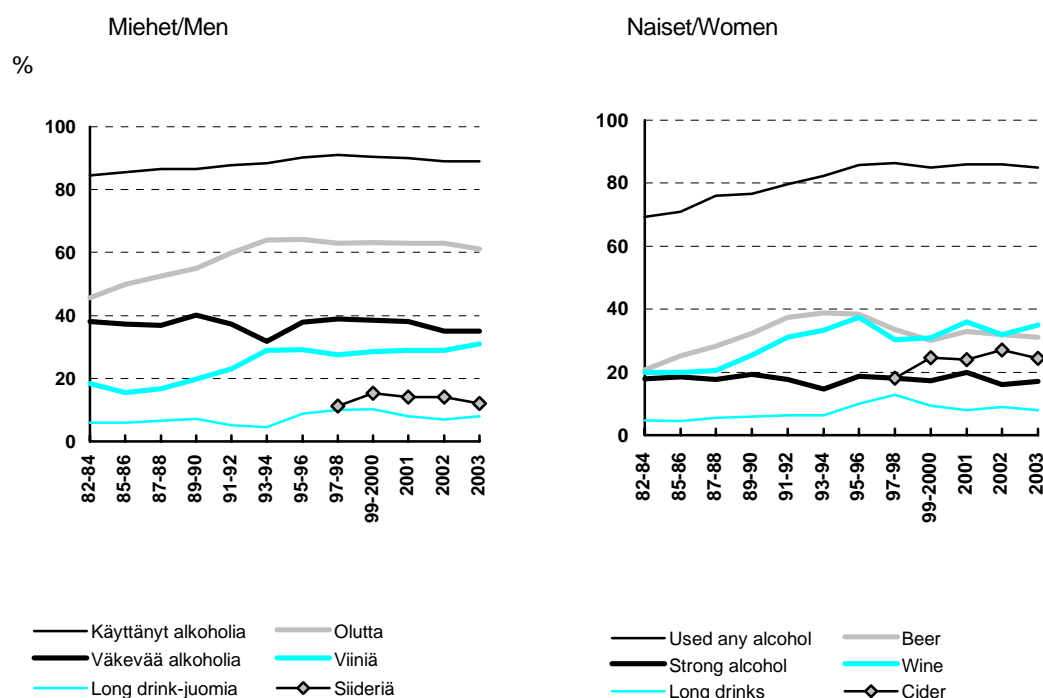 Miehet/Men
Naiset/Women
%
100
80
60
40
20
0
82-84
85-86
87-88
89-90
91-92
93-94
95-96
97-98
99-2000
2001
2002
2003
100
80
60
40
20
0
82-84
85-86
87-88
89-90
91-92
93-94
95-96
97-98
99-2000
2001
2002
2003
Käyttänyt alkoholia
Olutta
Väkevää alkoholia
Viiniä
Long drink-juomia
Siideriä
Used any alcohol
Beer
Strong alcohol
Wine
Long drinks
Cider